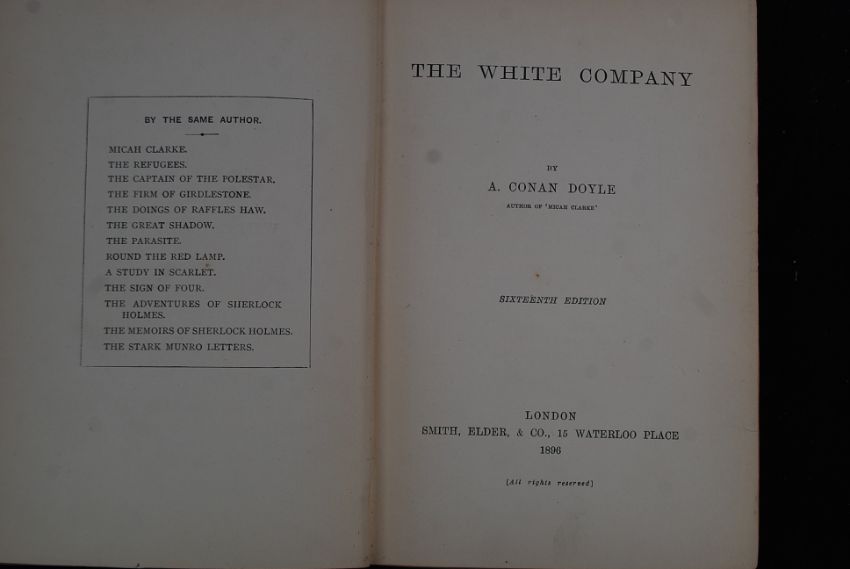 BY THE SAME AUTHOR.
MICAH CLARKE.
THE REFUGEES.
THE CAPTAIN OF THE POLESTAR.
THE FIRM OF GIRDLESTONE.
THE DOINGS OF RAFFLES HAW.
THE GREAT SHADOW.
THE PARASITE.
ROUND THE RED LAMP.
A STUDY IN SCARLET.
THE SIGN OF FOUR.
THE ADVENTURES OF SHERLOCK
HOLMES.
THE MEMOIRS OF SHERLOCK HOLMES.
THE STARK MUNRO LETTERS.
THE WHITE COMPANY
BY
A. CONAN DOYLE
AUTHOR OF 'MICAH CLARKE'
SIXTEENTH EDITION
LONDON
SMITH, ELDER, & CO., 15 WATERLOO PLACE
1896
[All rights reserved]